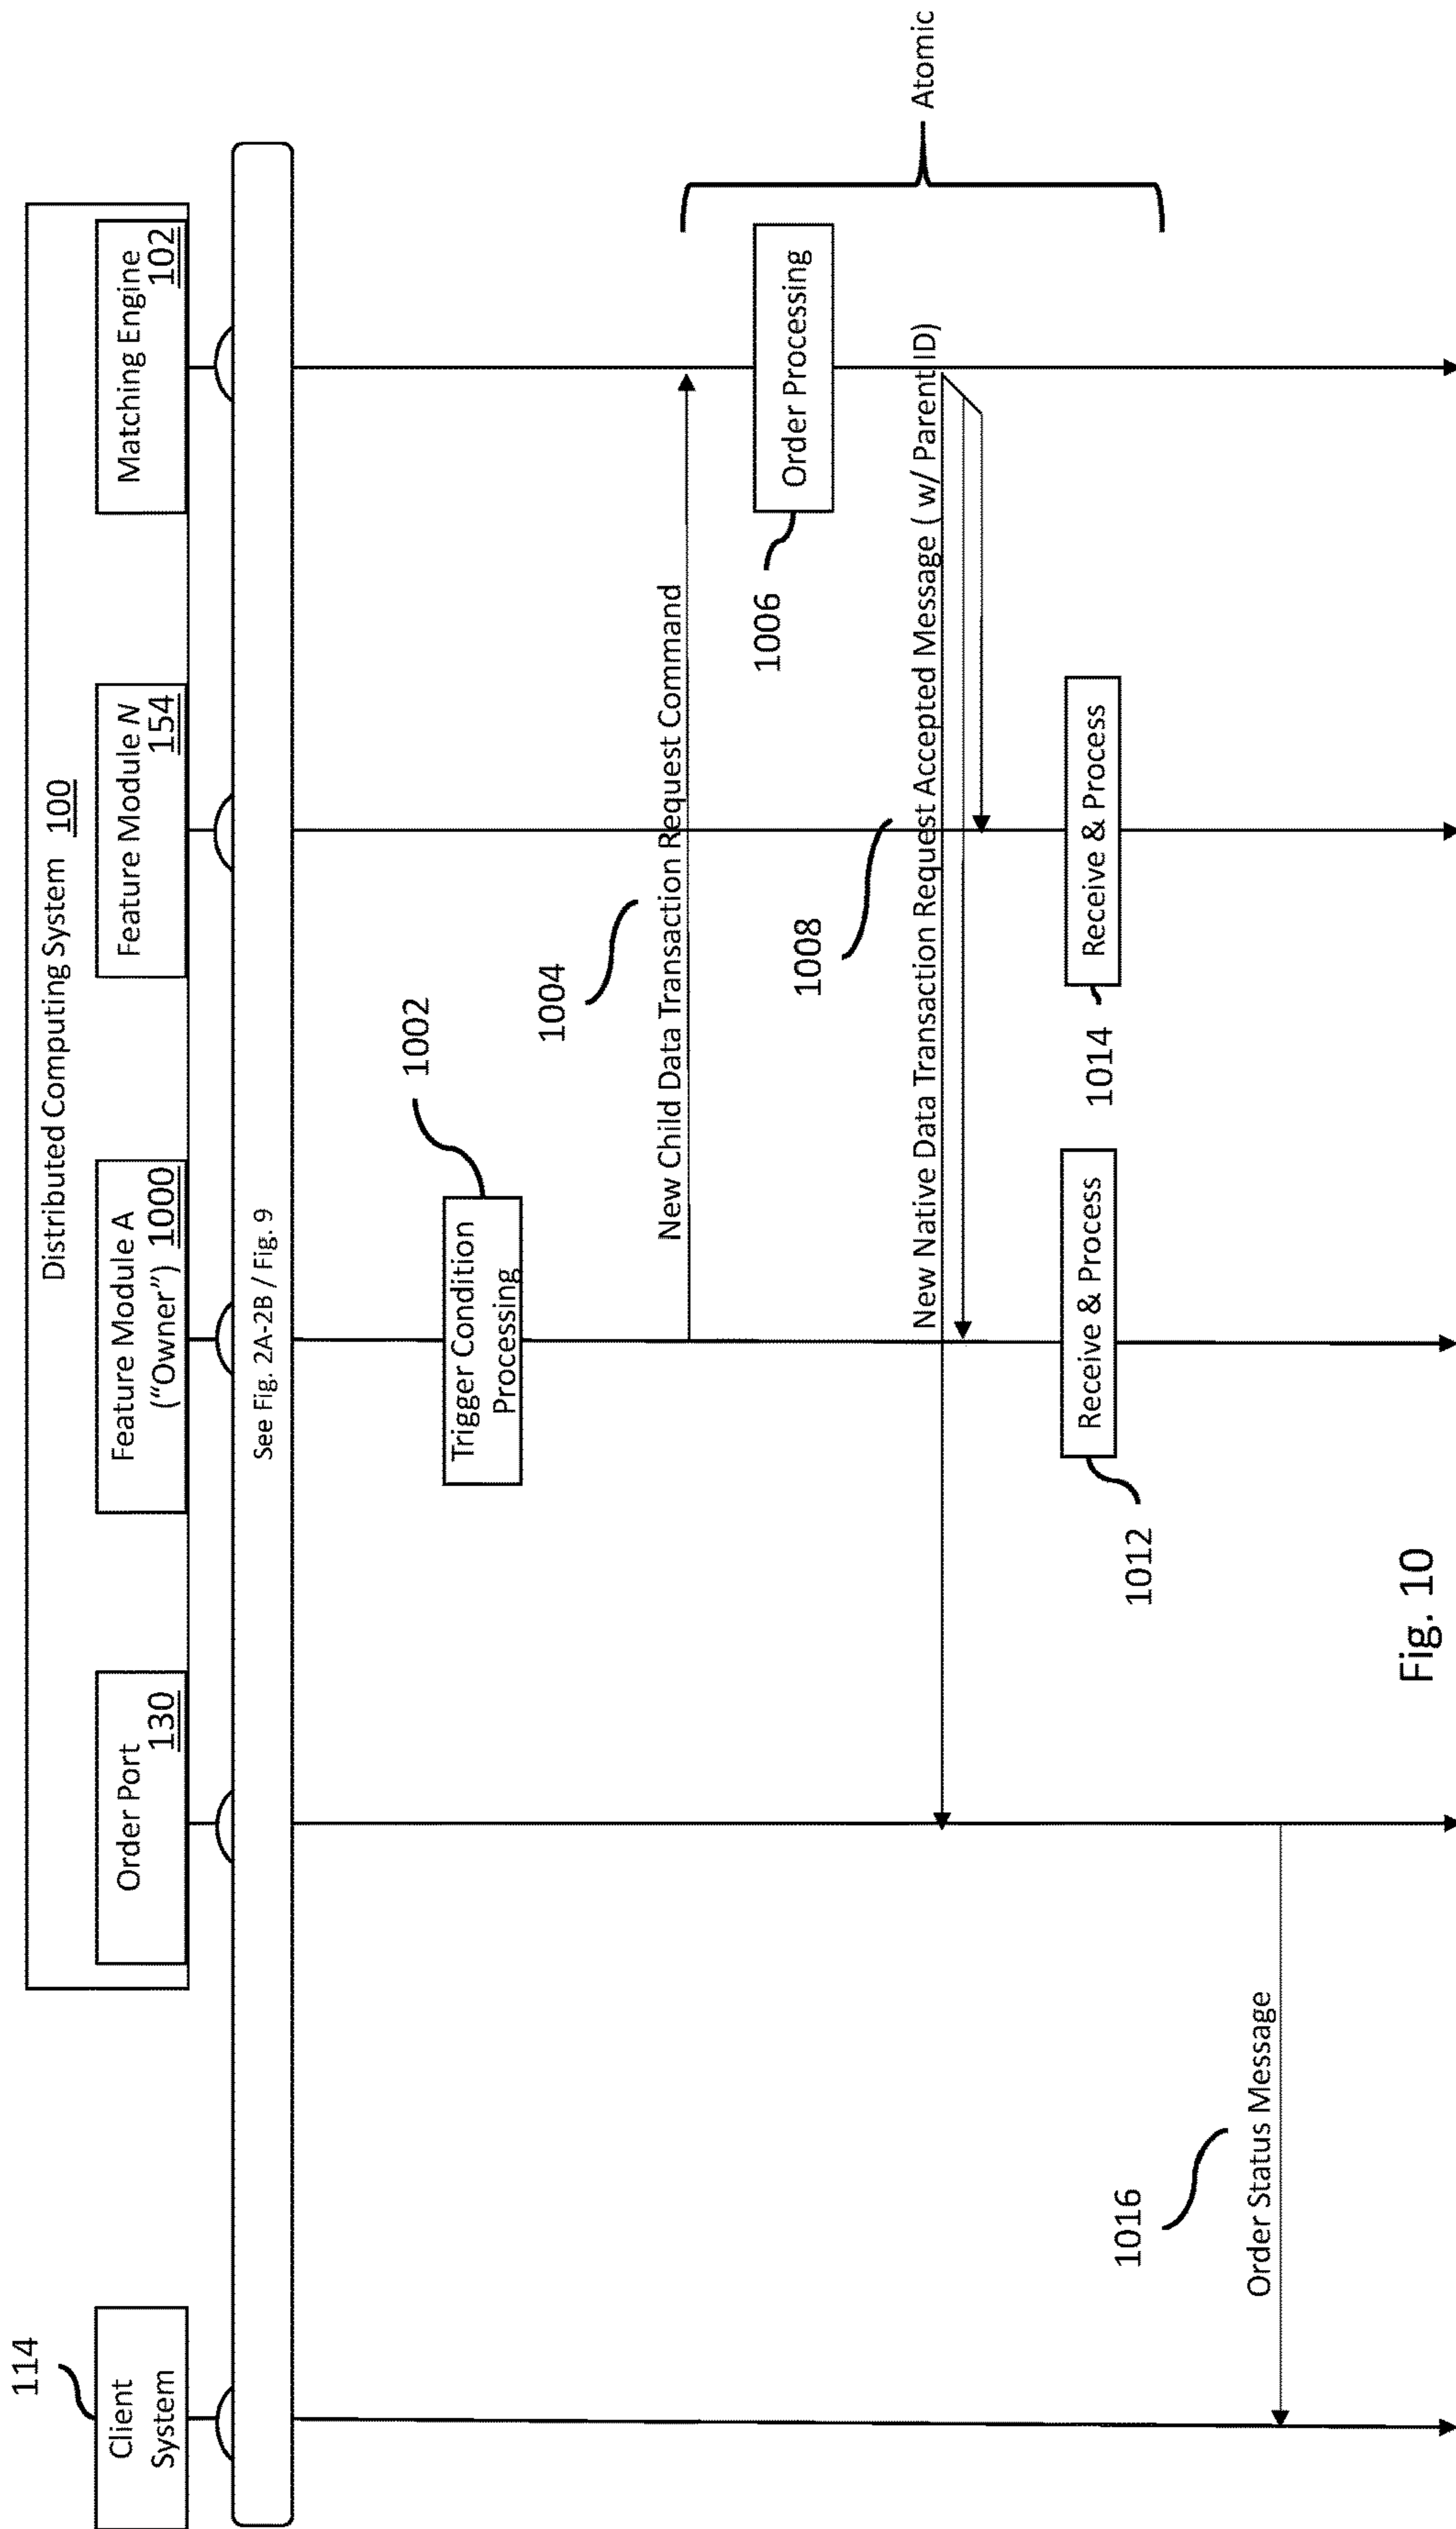 114
Client
System
Distributed Computing System 100
Order Port
130
Feature Module A
("Owner") 1000
Feature Module N
154
Matching Engine
102
See Fig. 2A-2B / Fig. 9
Trigger Condition
Processing
1002
1004
New Child Data Transaction Request Command
Order Processing
1006
Atomic
1008
New Native Data Transaction Request Accepted Message ( w/ Parent ID)
Receive & Process
1012
Receive & Process
1014
1016
Order Status Message
Fig. 10